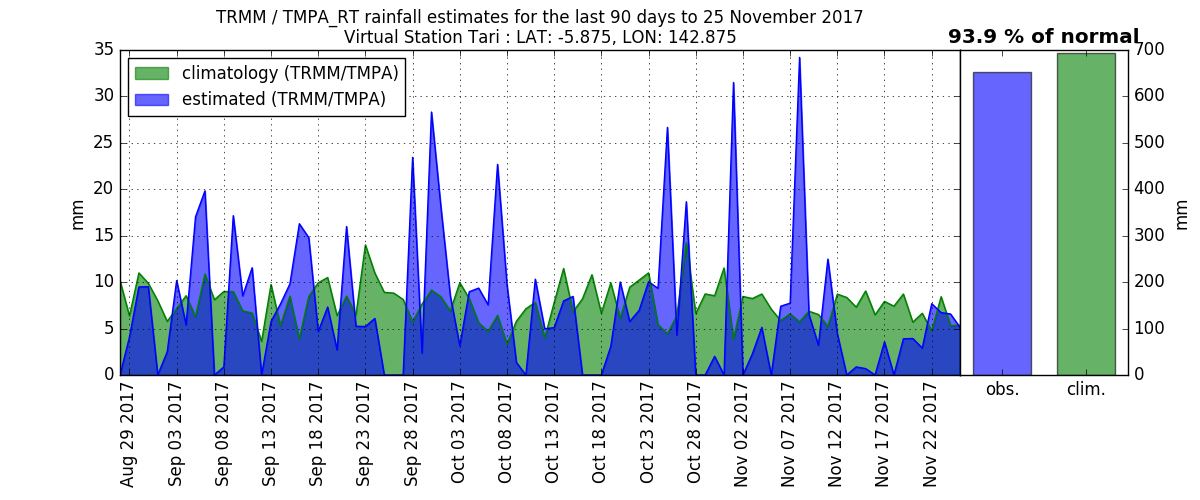 TRMM / TMPA_RT rainfall estimates for the last 90 days to 25 November 2017
Virtual Station Tari : LAT: -5.875, LON: 142.875
93.9 % of normal
climatology (TRMM/TMPA)
estimated (TRMM/TMPA)
35
30
25
20
15
10
5
0
mm
700
600
500
400
300
200
100
0
mm
obs.
clim.
Aug 29 2017
Sep 03 2017
Sep 08 2017
Sep 13 2017
Sep 18 2017
Sep 23 2017
Sep 28 2017
Oct 03 2017
Oct 08 2017
Oct 13 2017
Oct 18 2017
Oct 23 2017
Oct 28 2017
Nov 02 2017
Nov 07 2017
Nov 12 2017
Nov 17 2017
Nov 22 2017